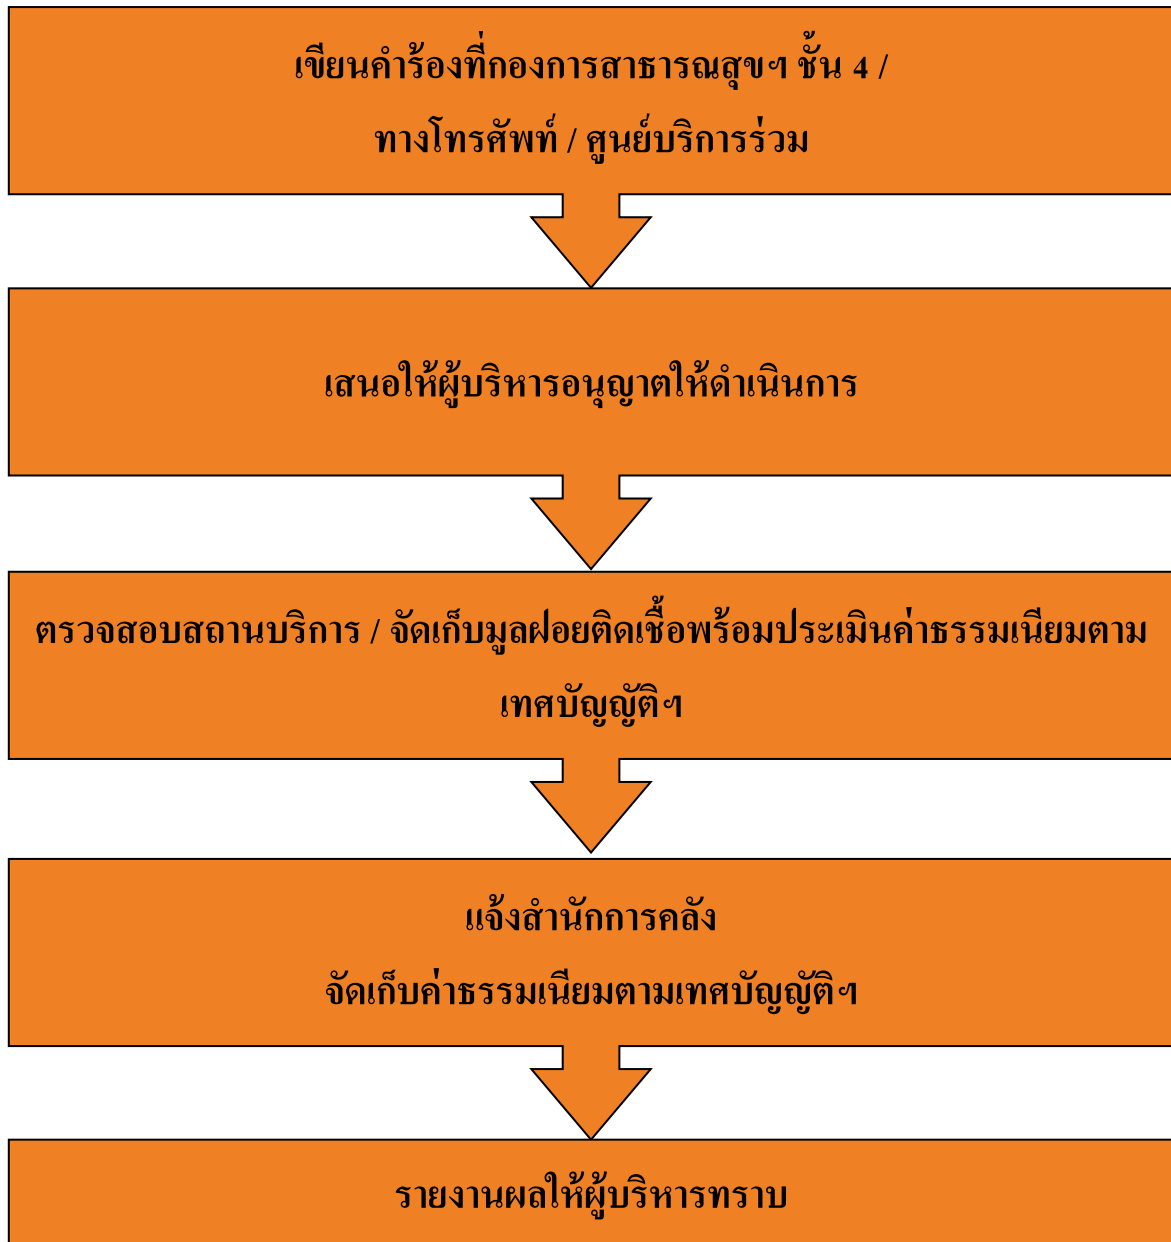 เขียนคำร้องที่กองการสาธารณสุขฯ ชั้น 4 /
ทางโทรศัพท์ / ศูนย์บริการร่วม
เสนอให้ผู้บริหารอนุญาตให้ดำเนินการ
ตรวจสอบสถานบริการ / จัดเก็บมูลฝอยติดเชื้อพร้อมประเมินค่าธรรมเนียมตาม
เทศบัญญัติฯ
แจ้งสำนักการคลัง
จัดเก็บค่าธรรมเนียมตามเทศบัญญัติฯ
รายงานผลให้ผู้บริหารทราบ